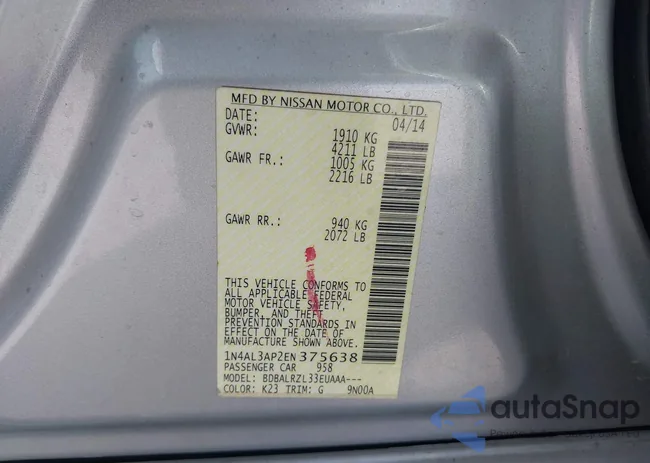 MFD BY NISSAN MOTOR CO., LTD.
DATE: 04/14
GVWR: 1910 KG
4211 LB
GAWR FR.: 1005 KG
2216 LB
GAWR RR.: 940 KG
2072 LB
THIS VEHICLE CONFORMS TO
ALL APPLICABLE FEDERAL
MOTOR VEHICLE SAFETY,
BUMPER, AND THEFT
PREVENTION STANDARDS IN
EFFECT ON THE DATE OF
MANUFACTURE SHOWN ABOVE.
1N4AL3AP2EN375638
PASSENGER CAR 958
MODEL: BDBALRZL33EUAAA---
COLOR: K23 TRIM: G 9N00A
autoSnap
Powered by AutoBidMaster